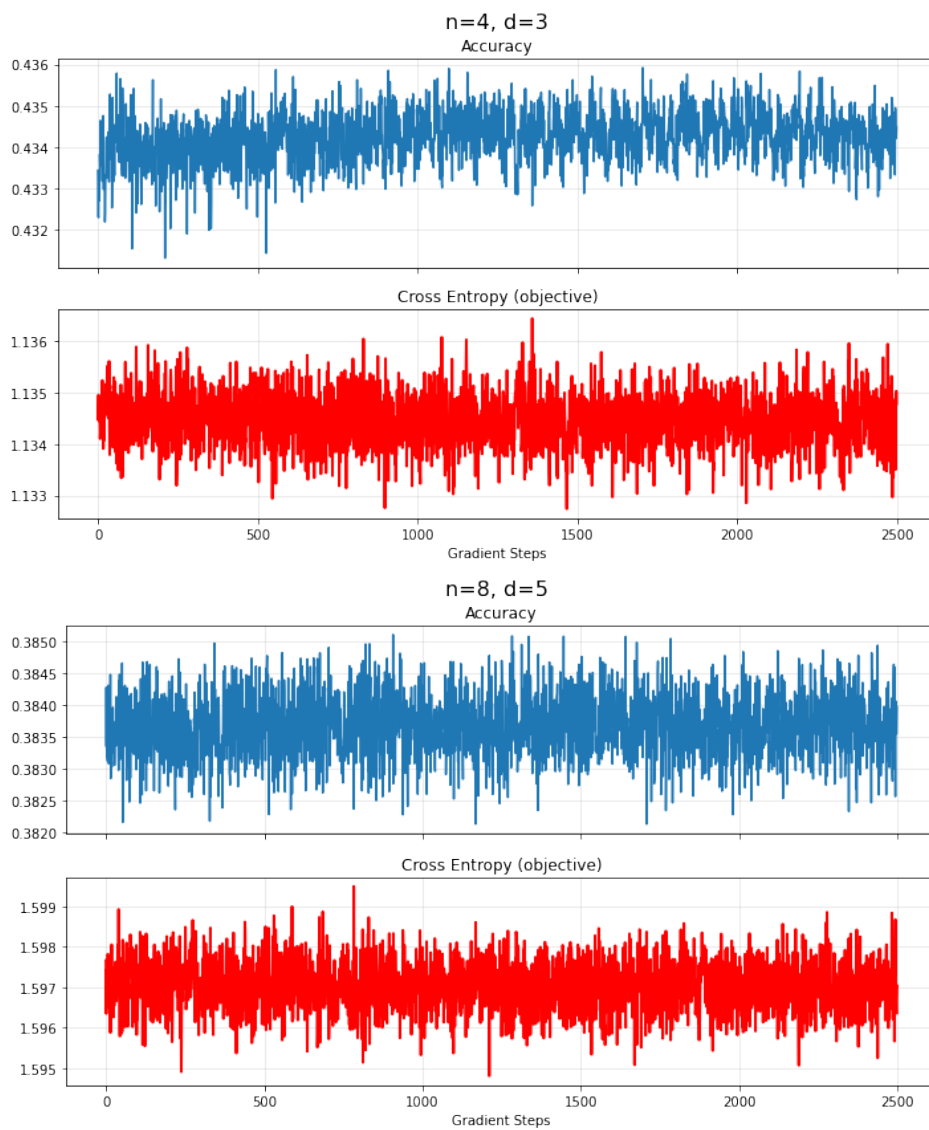 n=4, d=3
Accuracy
0.436
0.435
0.434
0.433
0.432
Cross Entropy (objective)
1.136
1.135
1.134
1.133
0 500 1000 1500 2000 2500
Gradient Steps
n=8, d=5
Accuracy
0.3850
0.3845
0.3840
0.3835
0.3830
0.3825
0.3820
Cross Entropy (objective)
1.599
1.598
1.597
1.596
1.595
0 500 1000 1500 2000 2500
Gradient Steps